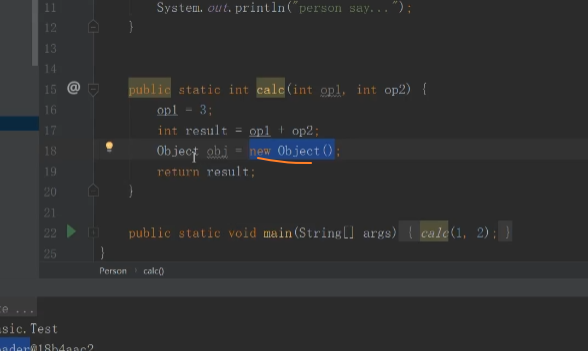 11 System.out.println("person say...");
12 }
13
14
15 @ public static int calc(int op1, int op2) {
16 op1 = 3;
17 int result = op1 + op2;
18 Object obj = new Object();
19 return result;
20 }
21
22 public static void main(String[] args) { calc(1, 2); }
25 }
Person › calc()
...
Test
@18b4aac2